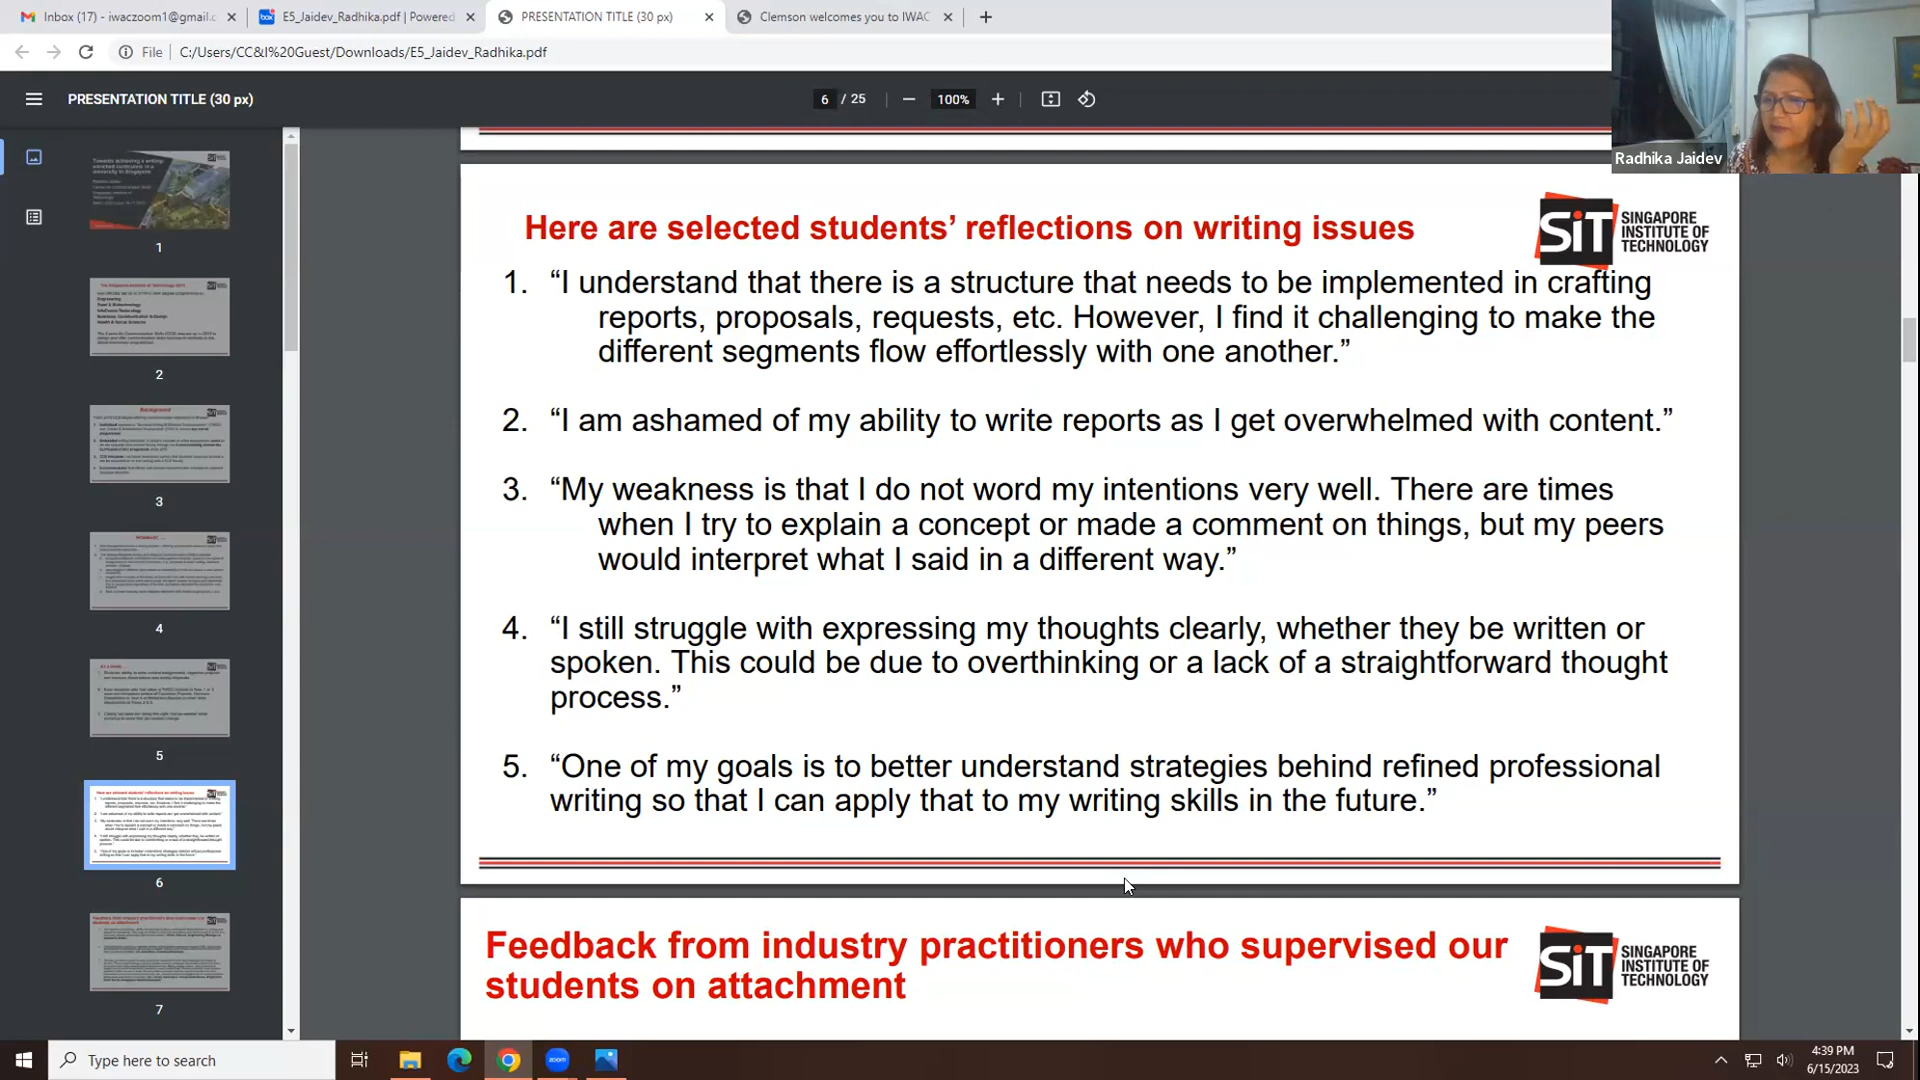 Inbox (17) - iwaczoom1@gmail.c
E5_Jaidev_Radhika.pdf | Powered
PRESENTATION TITLE (30 px)
Clemson welcomes you to IWAC
File
C:/Users/CC&I%20Guest/Downloads/E5_Jaidev_Radhika.pdf
PRESENTATION TITLE (30 px)
6 / 25
100%
Radhika Jaidev
1
2
Background
3
4
5
6
7
Here are selected students’ reflections on writing issues
SiT SINGAPORE
INSTITUTE OF
TECHNOLOGY
1. “I understand that there is a structure that needs to be implemented in crafting
reports, proposals, requests, etc. However, I find it challenging to make the
different segments flow effortlessly with one another.”
2. “I am ashamed of my ability to write reports as I get overwhelmed with content.”
3. “My weakness is that I do not word my intentions very well. There are times
when I try to explain a concept or made a comment on things, but my peers
would interpret what I said in a different way.”
4. “I still struggle with expressing my thoughts clearly, whether they be written or
spoken. This could be due to overthinking or a lack of a straightforward thought
process.”
5. “One of my goals is to better understand strategies behind refined professional
writing so that I can apply that to my writing skills in the future.”
Feedback from industry practitioners who supervised our
students on attachment
SiT SINGAPORE
INSTITUTE OF
TECHNOLOGY
Type here to search
zoom
4:39 PM
6/15/2023